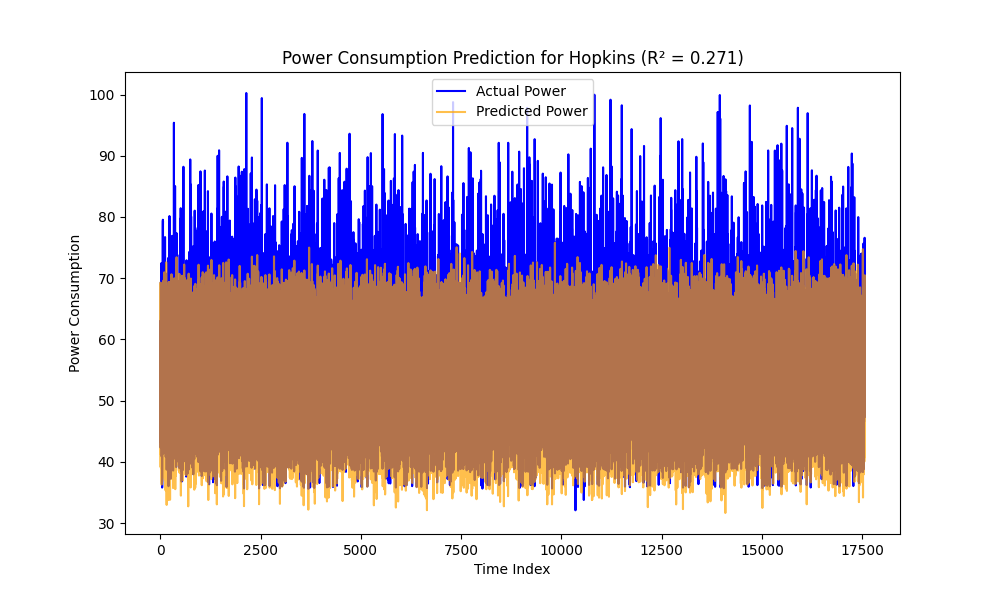 Power Consumption Prediction for Hopkins (R² = 0.271)
Actual Power
Predicted Power
Power Consumption
100
90
80
70
60
50
40
30
0 2500 5000 7500 10000 12500 15000 17500
Time Index